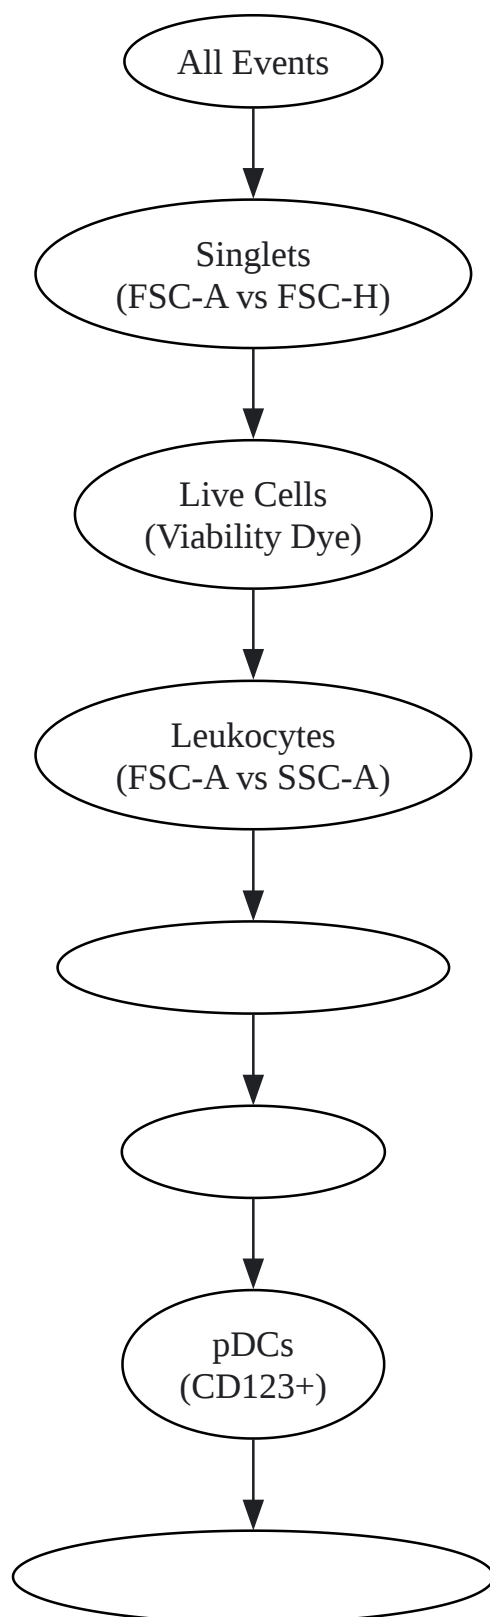 All Events
Singlets
(FSC-A vs FSC-H)
Live Cells
(Viability Dye)
Leukocytes
(FSC-A vs SSC-A)
pDCs
(CD123+)